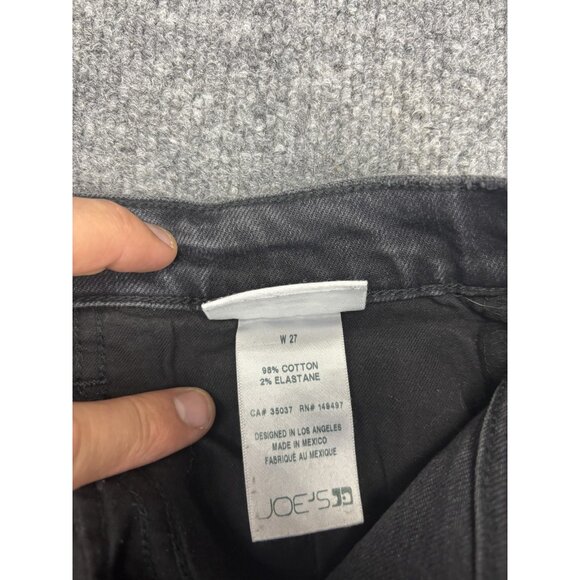 W 27
98% COTTON
2% ELASTANE
CA# 35037 RN# 149497
DESIGNED IN LOS ANGELES
MADE IN MEXICO
FABRIQUÉ AU MEXIQUE
JOE'S